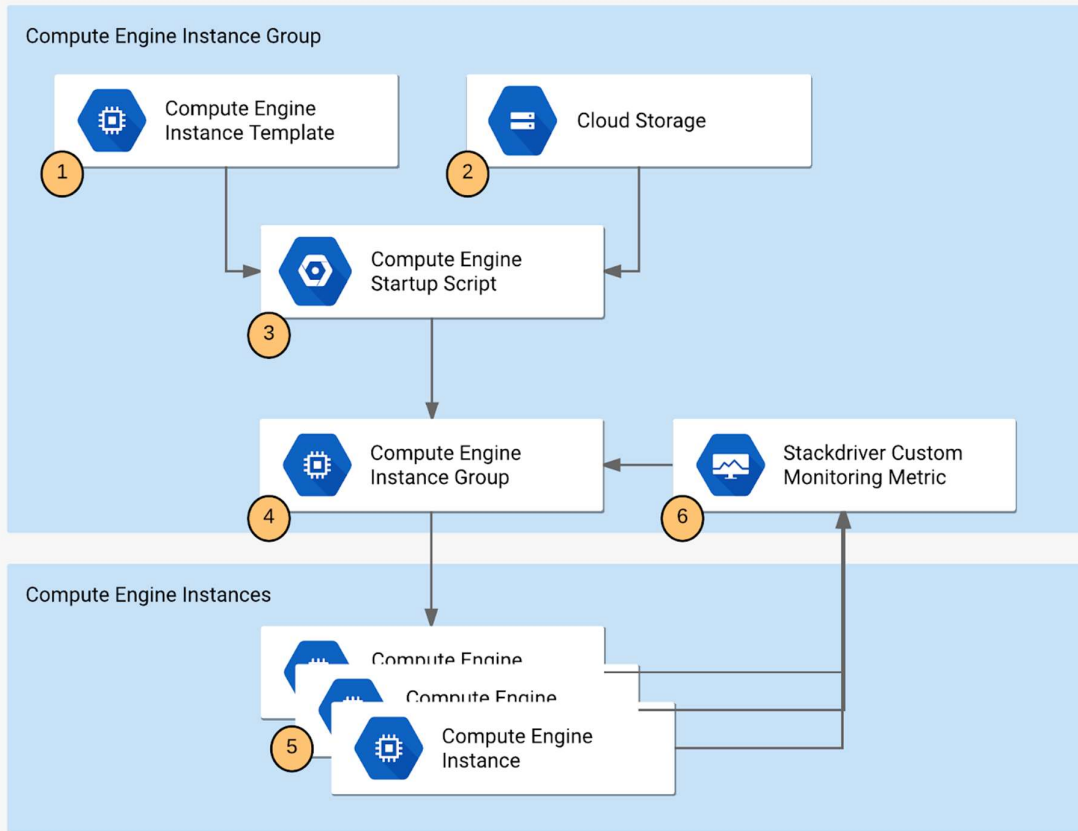 Compute Engine Instance Group
Compute Engine
Instance Template
1
Cloud Storage
2
Compute Engine
Startup Script
3
Compute Engine
Instance Group
4
Stackdriver Custom
Monitoring Metric
6
Compute Engine Instances
Compute Engine
Compute Engine
Compute Engine
Instance
5